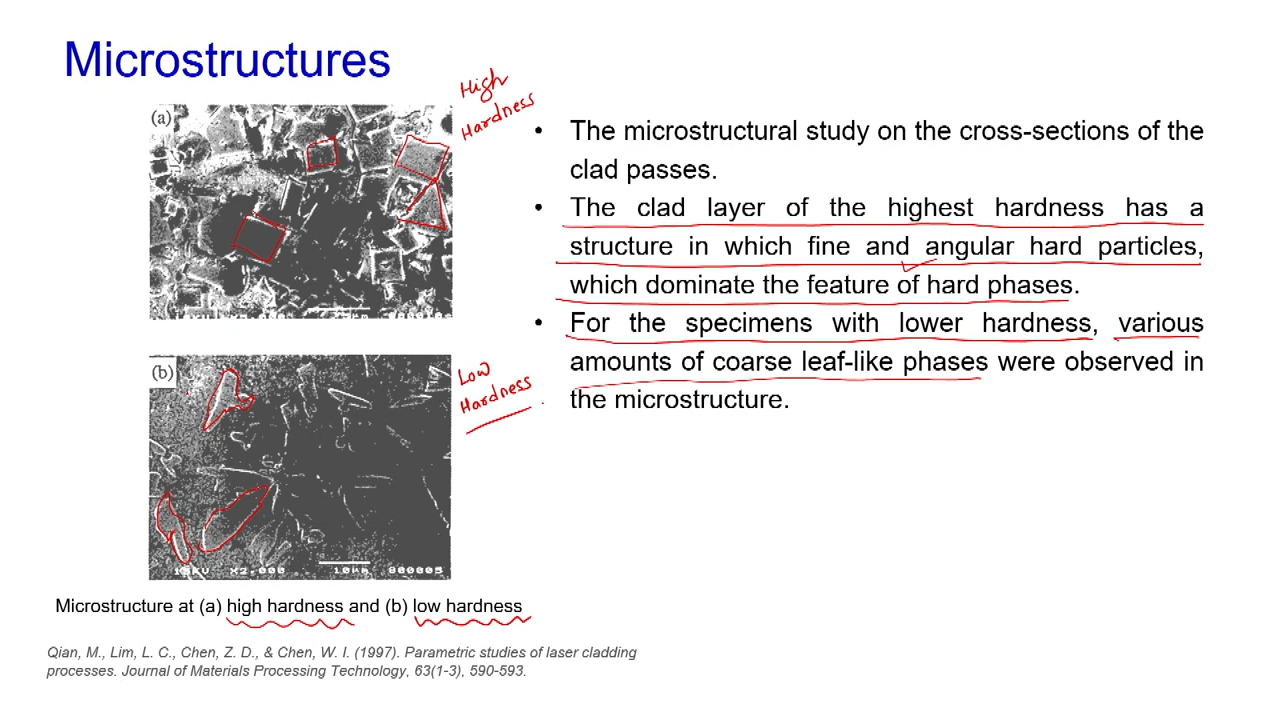 Microstructures
(a)
High
Hardness
• The microstructural study on the cross-sections of the
clad passes.
• The clad layer of the highest hardness has a
structure in which fine and angular hard particles,
which dominate the feature of hard phases.
• For the specimens with lower hardness, various
amounts of coarse leaf-like phases were observed in
the microstructure.
(b)
Low
Hardness
X2,000 10μm 800005
Microstructure at (a) high hardness and (b) low hardness
Qian, M., Lim, L. C., Chen, Z. D., & Chen, W. I. (1997). Parametric studies of laser cladding
processes. Journal of Materials Processing Technology, 63(1-3), 590-593.